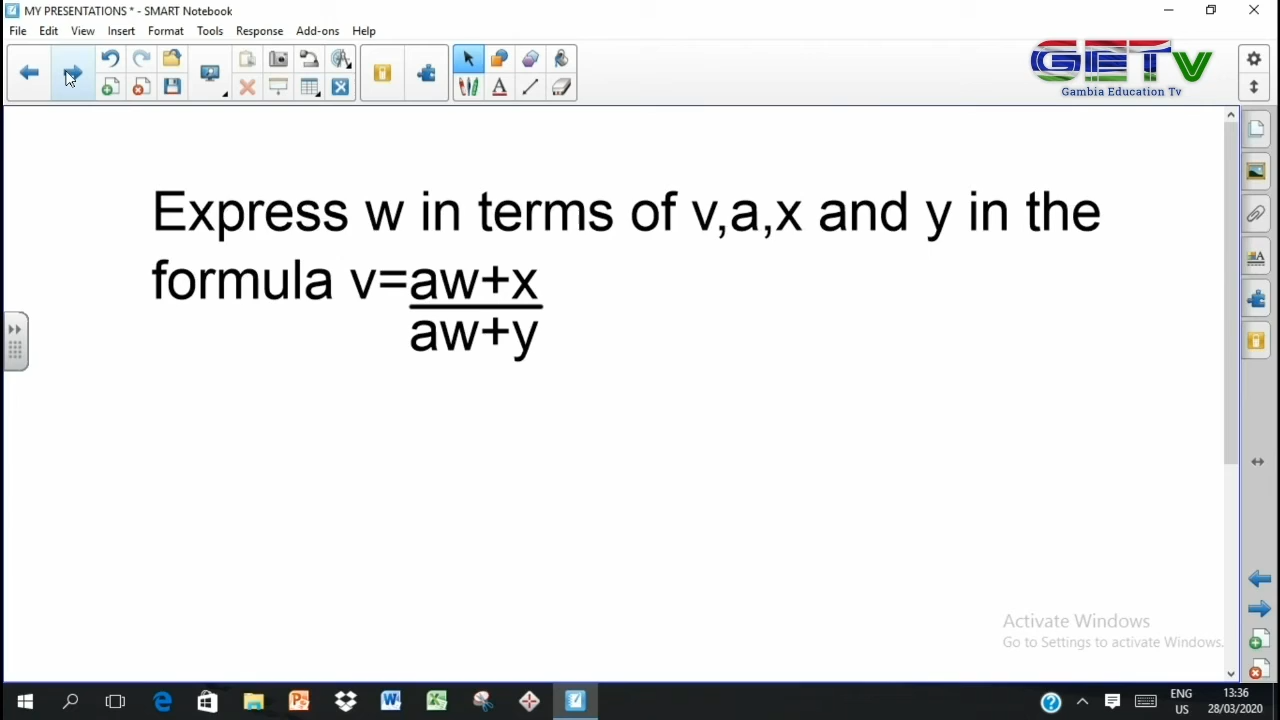 MY PRESENTATIONS * - SMART Notebook
File Edit View Insert Format Tools Response Add-ons Help
GETV
Gambia Education Tv
Express w in terms of v,a,x and y in the
formula v=aw+x
aw+y
Activate Windows
Go to Settings to activate Windows.
ENG 13:36
US 28/03/2020